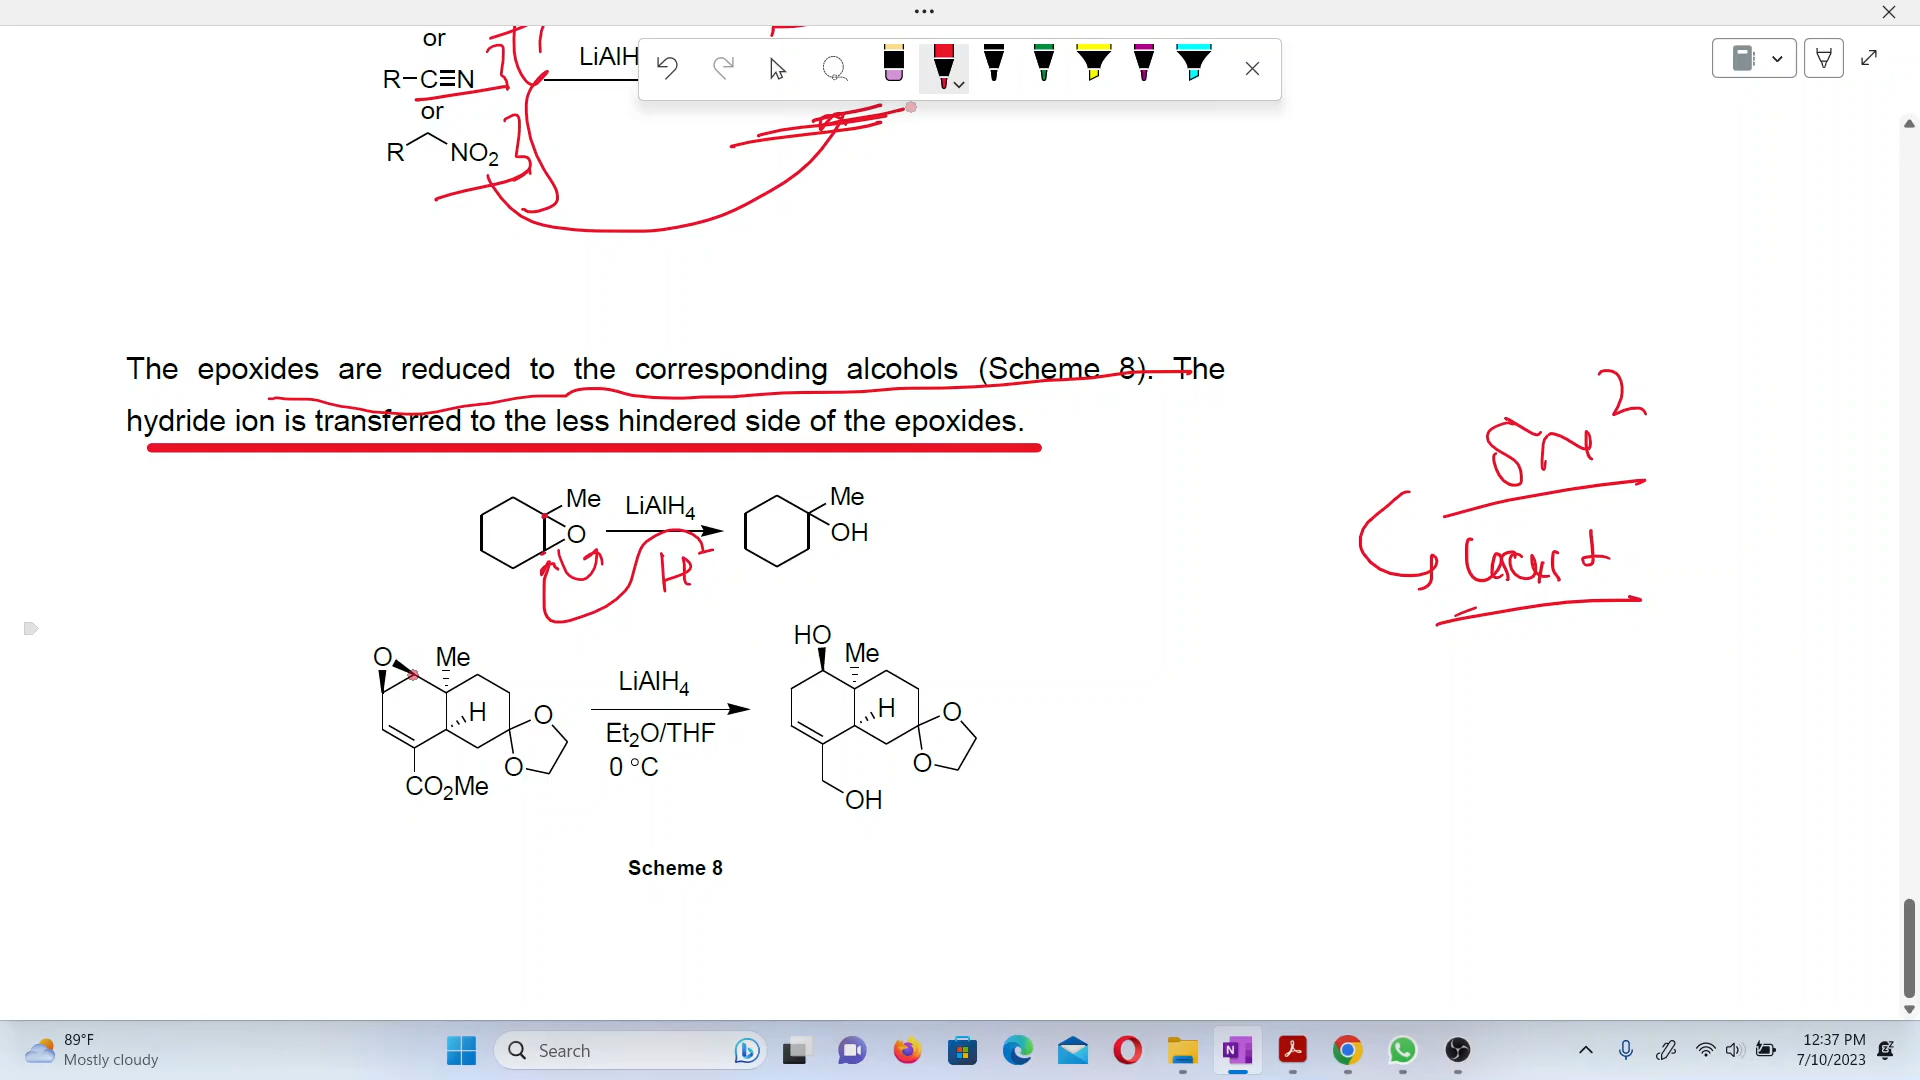 or
LiAlH
R-C≡N
or
R NO2
The epoxides are reduced to the corresponding alcohols (Scheme 8). The
hydride ion is transferred to the less hindered side of the epoxides.
2
SN
Me LiAlH4 Me
O OH
H-
HO
O Me Me
LiAlH4
H O H O
Et2O/THF
O O
0 °C
CO2Me OH
Scheme 8
89°F
Mostly cloudy
Search
12:37 PM
7/10/2023